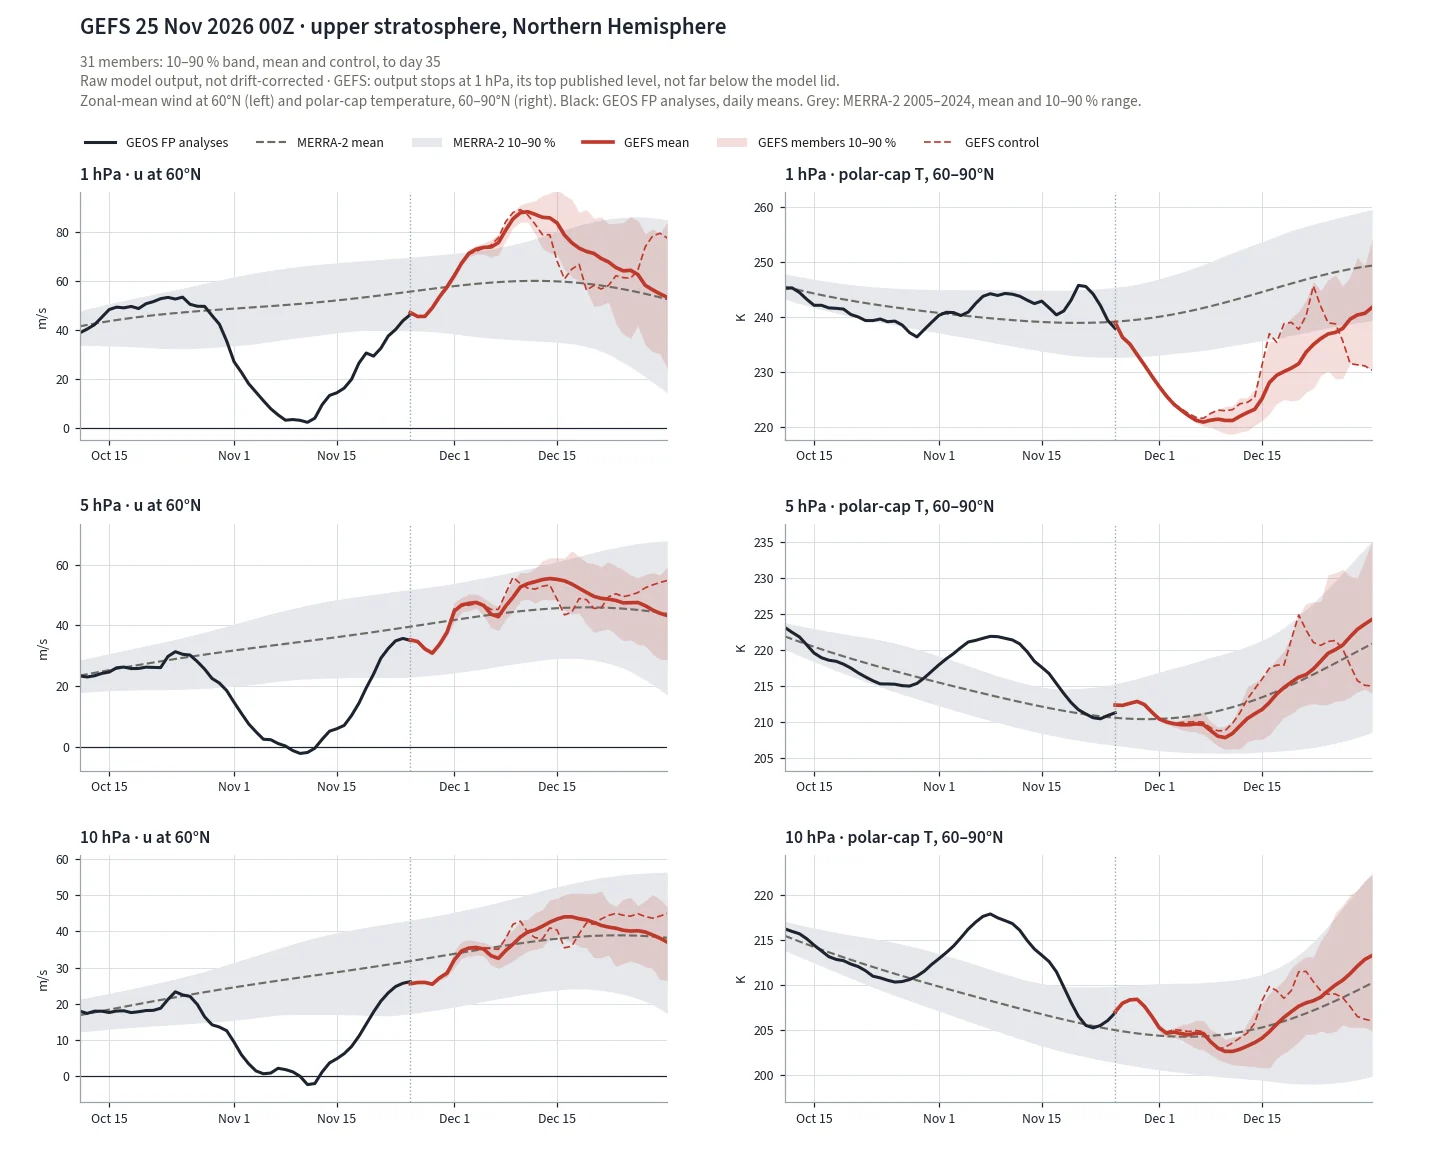 GEFS 25 Nov 2026 00Z · upper stratosphere, Northern Hemisphere
31 members: 10–90 % band, mean and control, to day 35
Raw model output, not drift-corrected · GEFS: output stops at 1 hPa, its top published level, not far below the model lid.
Zonal-mean wind at 60°N (left) and polar-cap temperature, 60–90°N (right). Black: GEOS FP analyses, daily means. Grey: MERRA-2 2005–2024, mean and 10–90 % range.
GEOS FP analyses MERRA-2 mean MERRA-2 10–90 % GEFS mean GEFS members 10–90 % GEFS control
1 hPa · u at 60°N
80
60
40
20
0
m/s
Oct 15 Nov 1 Nov 15 Dec 1 Dec 15
1 hPa · polar-cap T, 60–90°N
260
250
240
230
220
K
Oct 15 Nov 1 Nov 15 Dec 1 Dec 15
5 hPa · u at 60°N
60
40
20
0
m/s
Oct 15 Nov 1 Nov 15 Dec 1 Dec 15
5 hPa · polar-cap T, 60–90°N
235
230
225
220
215
210
205
K
Oct 15 Nov 1 Nov 15 Dec 1 Dec 15
10 hPa · u at 60°N
60
50
40
30
20
10
0
m/s
Oct 15 Nov 1 Nov 15 Dec 1 Dec 15
10 hPa · polar-cap T, 60–90°N
220
215
210
205
200
K
Oct 15 Nov 1 Nov 15 Dec 1 Dec 15